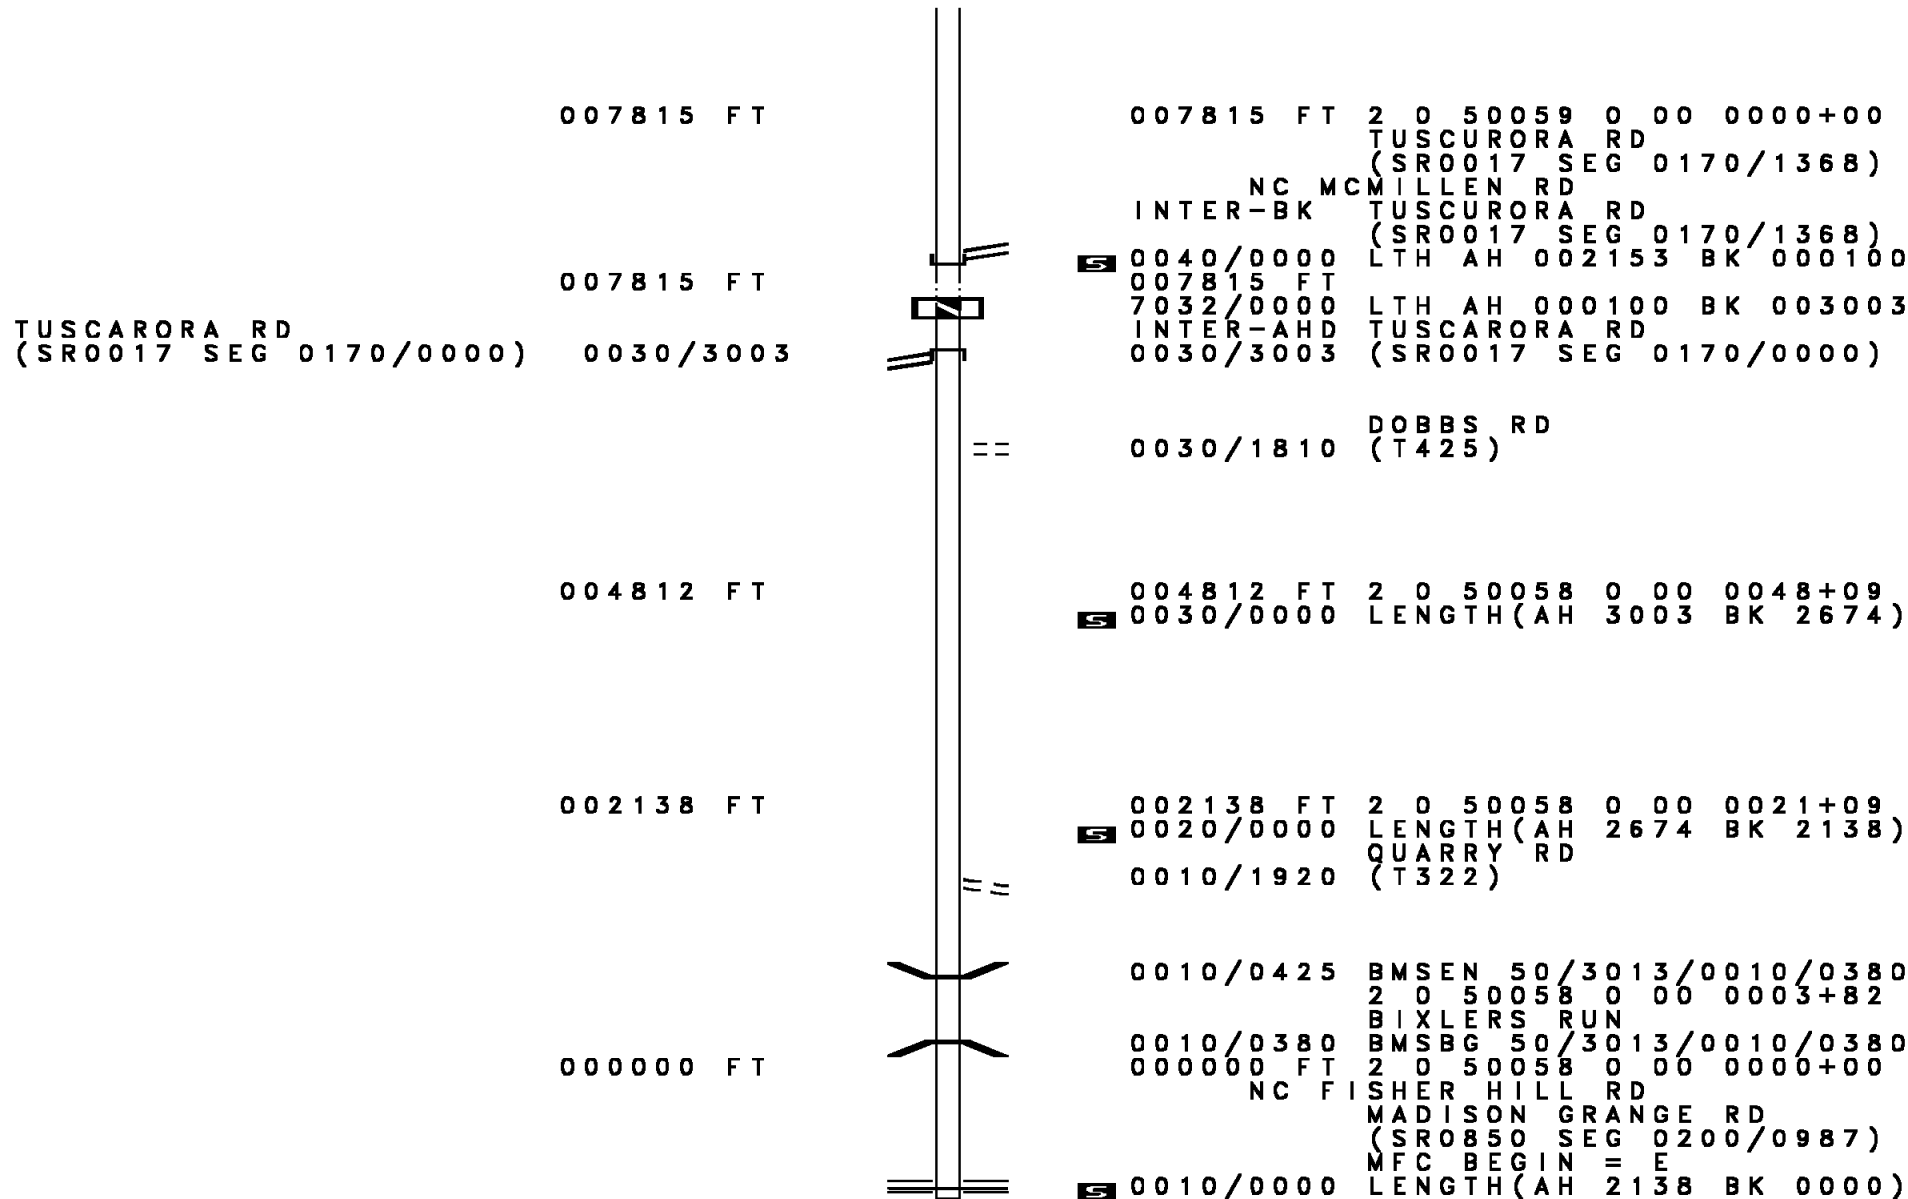 007815 FT 007815 FT 2 0 50059 0 00 0000+00
TUSCURORA RD
(SR0017 SEG 0170/1368)
NC MCMILLEN RD
INTER-BK TUSCURORA RD
(SR0017 SEG 0170/1368)
S 0040/0000 LTH AH 002153 BK 000100
007815 FT 007815 FT
7032/0000 LTH AH 000100 BK 003003
TUSCARORA RD INTER-AHD TUSCARORA RD
(SR0017 SEG 0170/0000) 0030/3003 0030/3003 (SR0017 SEG 0170/0000)
DOBBS RD
0030/1810 (T425)
004812 FT 004812 FT 2 0 50058 0 00 0048+09
S 0030/0000 LENGTH(AH 3003 BK 2674)
002138 FT 002138 FT 2 0 50058 0 00 0021+09
S 0020/0000 LENGTH(AH 2674 BK 2138)
QUARRY RD
0010/1920 (T322)
0010/0425 BMSEN 50/3013/0010/0380
2 0 50058 0 00 0003+82
BIXLERS RUN
0010/0380 BMSBG 50/3013/0010/0380
000000 FT 000000 FT 2 0 50058 0 00 0000+00
NC FISHER HILL RD
MADISON GRANGE RD
(SR0850 SEG 0200/0987)
MFC BEGIN = E
S 0010/0000 LENGTH(AH 2138 BK 0000)